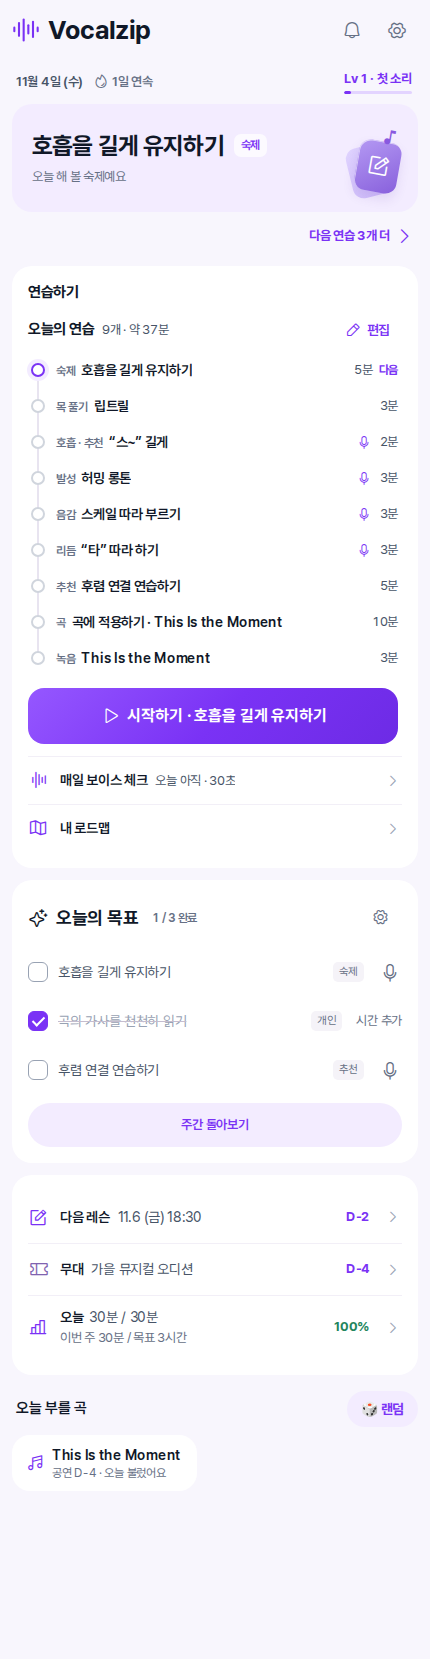 Vocalzip
11월 4일 (수) 1일 연속 Lv 1 · 첫 소리
호흡을 길게 유지하기 숙제
오늘 해 볼 숙제예요
다음 연습 3개 더
연습하기
오늘의 연습 9개 · 약 37분 편집
숙제 호흡을 길게 유지하기 5분 다음
목 풀기 립트릴 3분
호흡 · 추천 “스~” 길게 2분
발성 허밍 롱톤 3분
음감 스케일 따라 부르기 3분
리듬 “타” 따라 하기 3분
추천 후렴 연결 연습하기 5분
곡 곡에 적용하기 · This Is the Moment 10분
녹음 This Is the Moment 3분
시작하기 · 호흡을 길게 유지하기
매일 보이스 체크 오늘 아직 · 30초
내 로드맵
오늘의 목표 1 / 3 완료
호흡을 길게 유지하기 숙제
곡의 가사를 천천히 읽기 개인 시간 추가
후렴 연결 연습하기 추천
주간 돌아보기
다음 레슨 11.6 (금) 18:30 D-2
무대 가을 뮤지컬 오디션 D-4
오늘 30분 / 30분 100%
이번 주 30분 / 목표 3시간
오늘 부를 곡 랜덤
This Is the Moment
공연 D-4 · 오늘 불렀어요